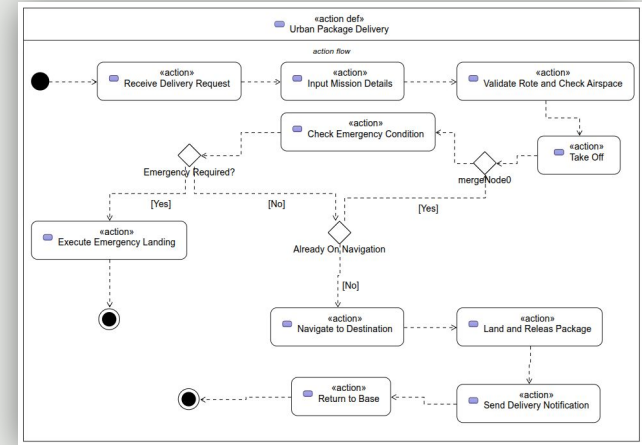 «action def»
Urban Package Delivery
action flow
«action»
Receive Delivery Request
«action»
Input Mission Details
«action»
Validate Rote and Check Airspace
«action»
Check Emergency Condition
«action»
Take Off
mergeNode0
Emergency Required?
[Yes]
[No]
[Yes]
«action»
Execute Emergency Landing
Already On Navigation
[No]
«action»
Navigate to Destination
«action»
Land and Releas Package
«action»
Return to Base
«action»
Send Delivery Notification